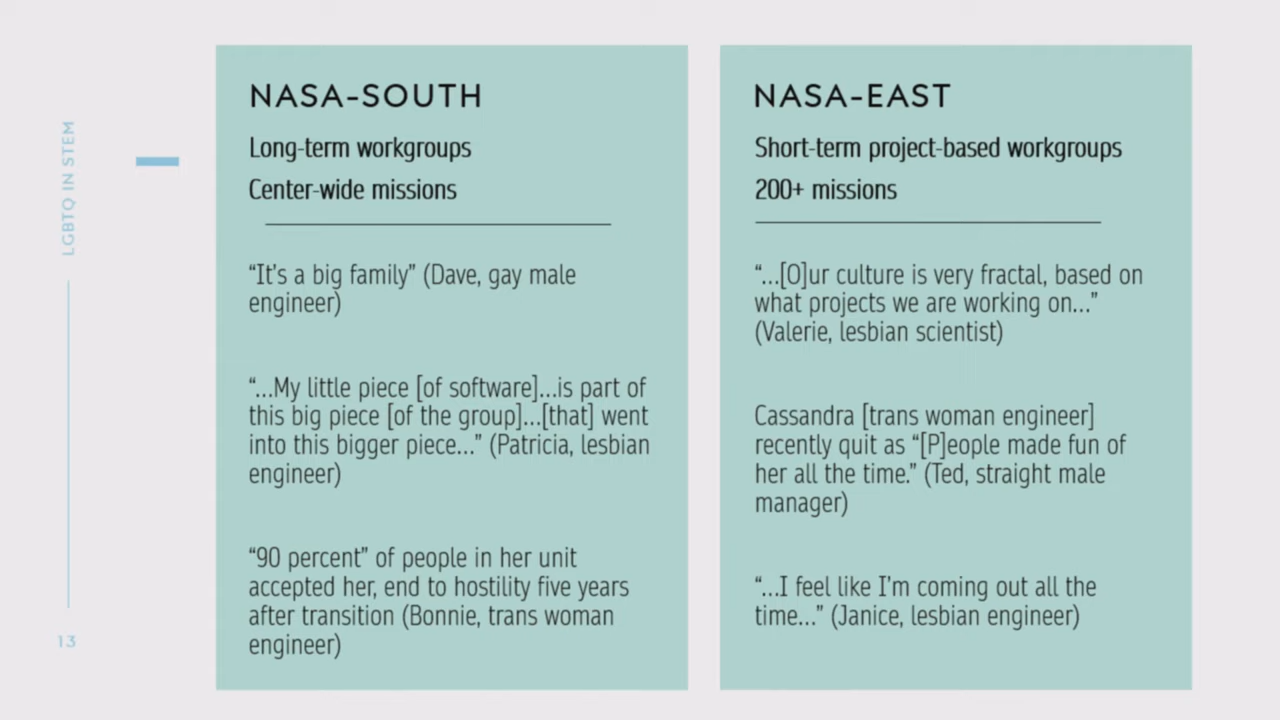 LGBTQ IN STEM
13
NASA-SOUTH
Long-term workgroups
Center-wide missions
“It’s a big family” (Dave, gay male
engineer)
“...My little piece [of software]...is part of
this big piece [of the group]...[that] went
into this bigger piece...” (Patricia, lesbian
engineer)
“90 percent” of people in her unit
accepted her, end to hostility five years
after transition (Bonnie, trans woman
engineer)
NASA-EAST
Short-term project-based workgroups
200+ missions
“...[O]ur culture is very fractal, based on
what projects we are working on...”
(Valerie, lesbian scientist)
Cassandra [trans woman engineer]
recently quit as “[P]eople made fun of
her all the time.” (Ted, straight male
manager)
“...I feel like I’m coming out all the
time...” (Janice, lesbian engineer)